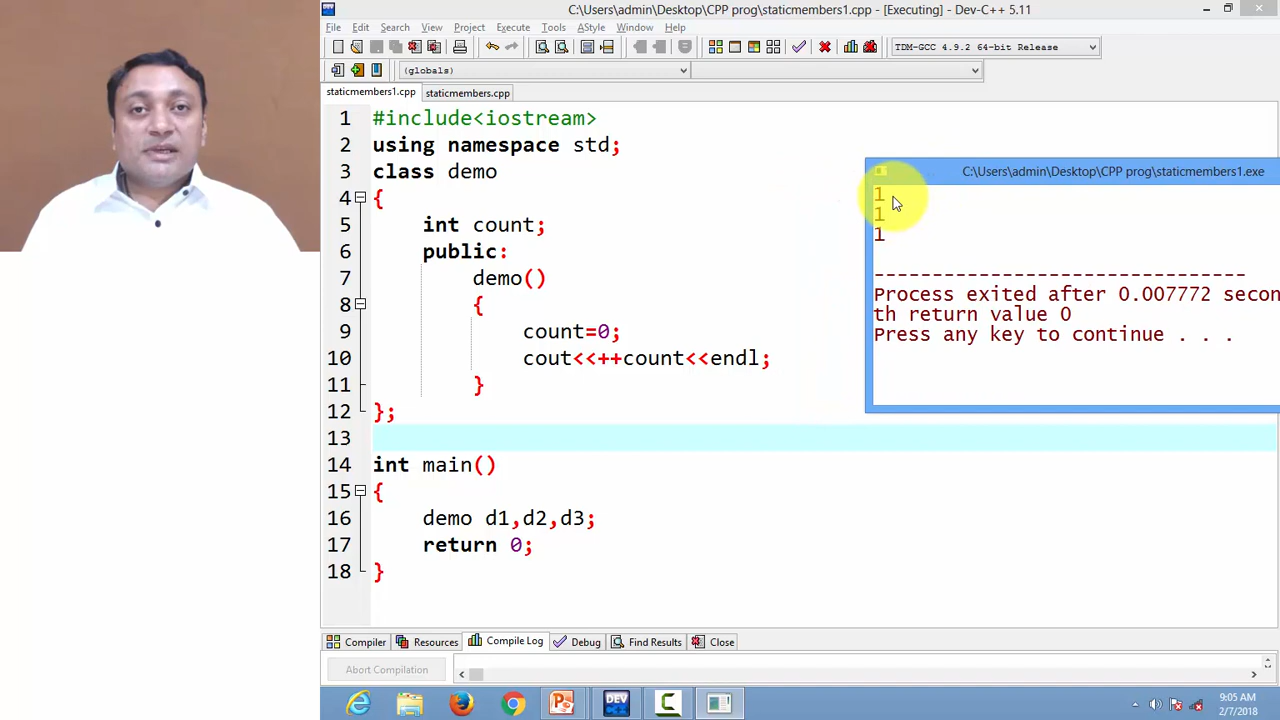 C:\Users\admin\Desktop\CPP prog\staticmembers1.cpp - [Executing] - Dev-C++ 5.11
File Edit Search View Project Execute Tools AStyle Window Help
TDM-GCC 4.9.2 64-bit Release
(globals)
staticmembers1.cpp staticmembers.cpp
1 #include<iostream>
2 using namespace std;
3 class demo
4 {
5 int count;
6 public:
7 demo()
8 {
9 count=0;
10 cout<<++count<<endl;
11 }
12 };
13
14 int main()
15 {
16 demo d1,d2,d3;
17 return 0;
18 }
C:\Users\admin\Desktop\CPP prog\staticmembers1.exe
1
1
1
--------------------------------
Process exited after 0.007772 secon
th return value 0
Press any key to continue . . .
Compiler Resources Compile Log Debug Find Results Close
Abort Compilation
DEV
9:05 AM
2/7/2018